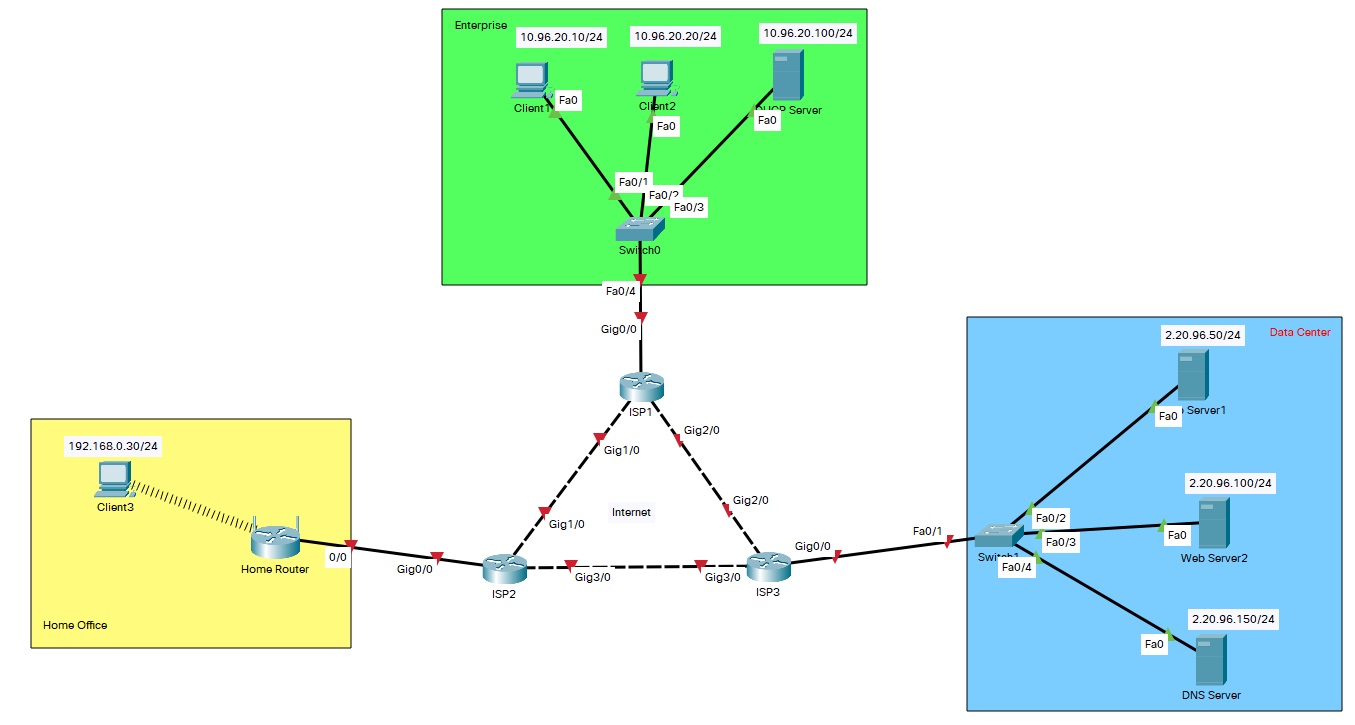 Enterprise
10.96.20.10/24
10.96.20.20/24
10.96.20.100/24
Client1
Fa0
Client2
Fa0
Server
Fa0
Fa0/1
Fa0/2
Fa0/3
Switch0
Fa0/4
Gig0/0
ISP1
Gig1/0
Gig2/0
Gig1/0
Gig2/0
Internet
192.168.0.30/24
Client3
Home Router
0/0
Gig0/0
Home Office
ISP2
Gig3/0
Gig3/0
ISP3
Gig0/0
Fa0/1
Data Center
2.20.96.50/24
Server1
Fa0
2.20.96.100/24
Fa0/2
Fa0/3
Fa0
Web Server2
Switch1
Fa0/4
2.20.96.150/24
Fa0
DNS Server